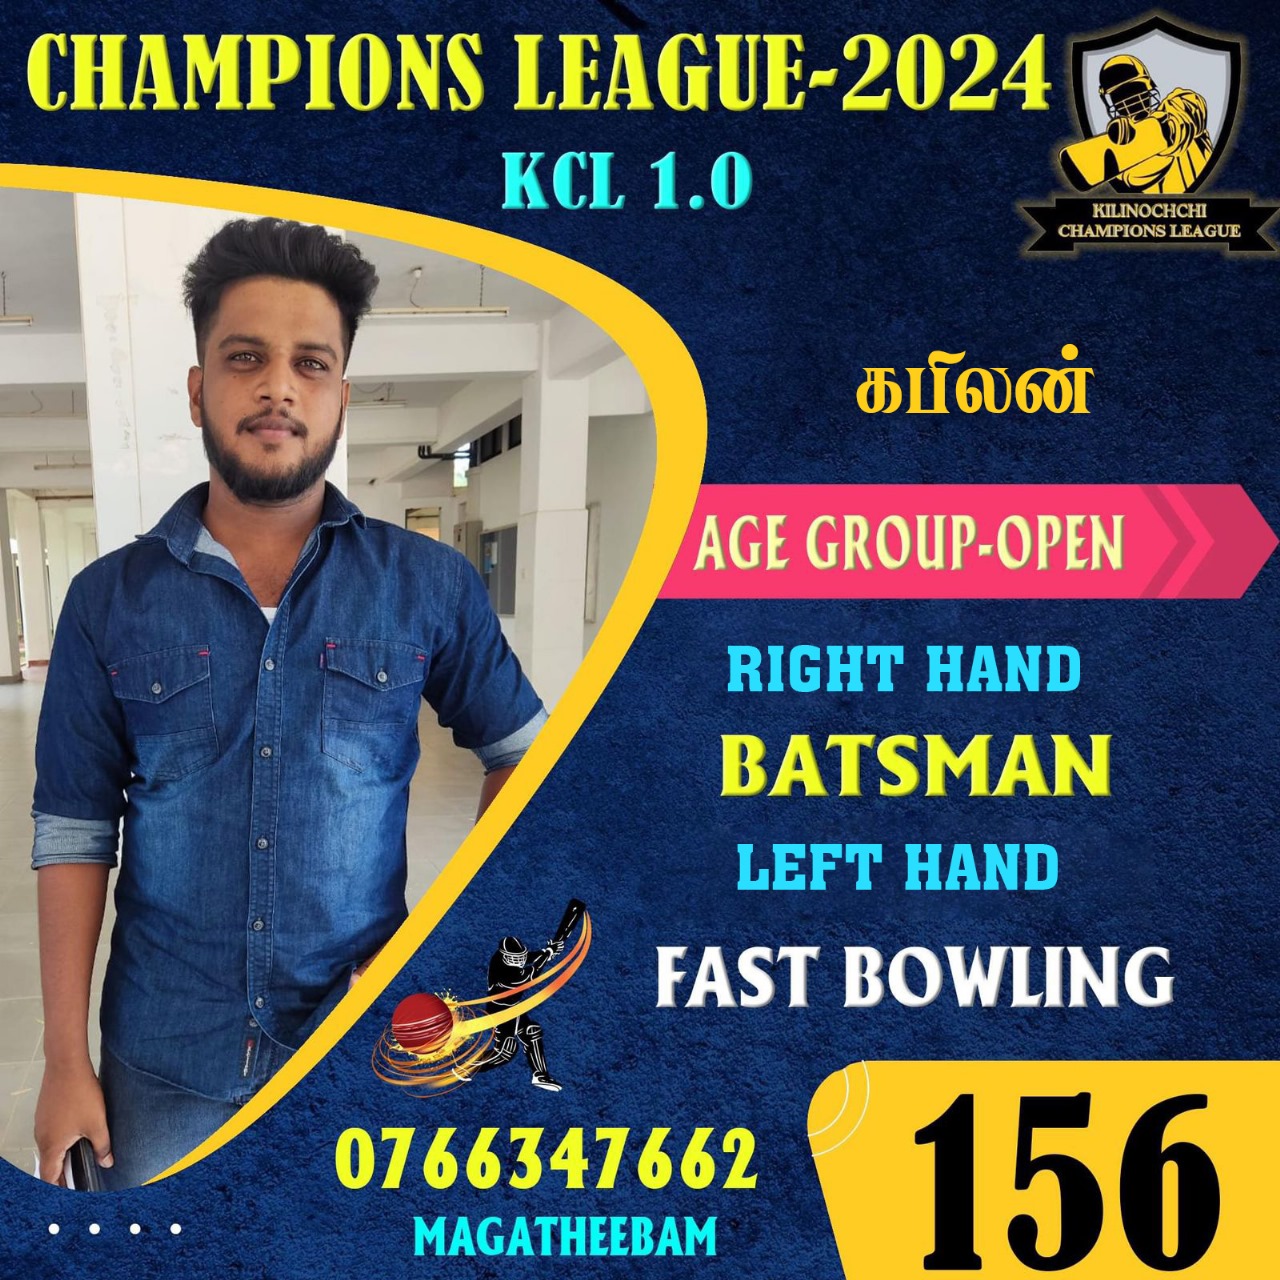 CHAMPIONS LEAGUE-2024
KCL 1.0
KILINOCHCHI
CHAMPIONS LEAGUE
கபிலன்
AGE GROUP-OPEN
RIGHT HAND
BATSMAN
LEFT HAND
FAST BOWLING
0766347662
MAGATHEEBAM
156